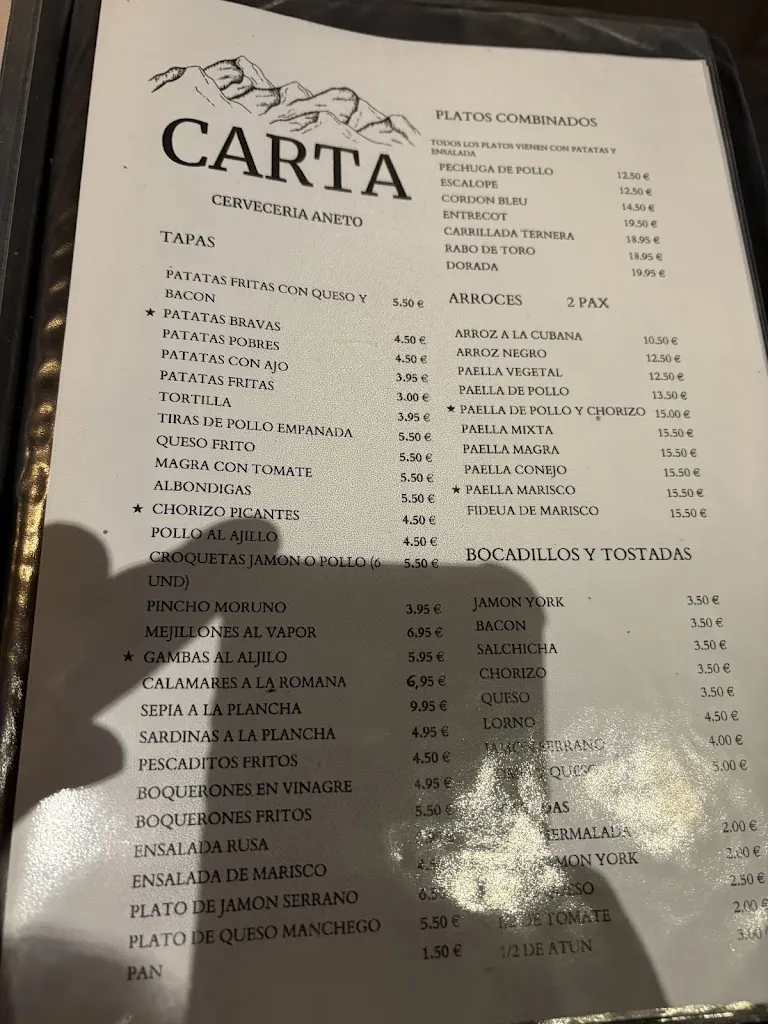 CARTA
CERVECERIA ANETO
TAPAS
PATATAS FRITAS CON QUESO Y
BACON 5.50 €
★ PATATAS BRAVAS 4.50 €
PATATAS POBRES 4.50 €
PATATAS CON AJO 3.95 €
PATATAS FRITAS 3.00 €
TORTILLA 3.95 €
TIRAS DE POLLO EMPANADA 5.50 €
QUESO FRITO 5.50 €
MAGRA CON TOMATE 5.50 €
ALBONDIGAS 5.50 €
★ CHORIZO PICANTES 4.50 €
POLLO AL AJILLO 4.50 €
CROQUETAS JAMON O POLLO (6 5.50 €
UND)
PINCHO MORUNO 3.95 €
MEJILLONES AL VAPOR 6.95 €
★ GAMBAS AL ALJILO 5.95 €
CALAMARES A LA ROMANA 6,95 €
SEPIA A LA PLANCHA 9.95 €
SARDINAS A LA PLANCHA 4.95 €
PESCADITOS FRITOS 4.50 €
BOQUERONES EN VINAGRE 4.95 €
BOQUERONES FRITOS 5.50 €
ENSALADA RUSA
ENSALADA DE MARISCO
PLATO DE JAMON SERRANO 6.50
PLATO DE QUESO MANCHEGO 5.50 €
PAN 1.50 €
PLATOS COMBINADOS
TODOS LOS PLATOS VIENEN CON PATATAS Y
ENSALADA
PECHUGA DE POLLO 12.50 €
ESCALOPE 12.50 €
CORDON BLEU 14.50 €
ENTRECOT 19.50 €
CARRILLADA TERNERA 18.95 €
RABO DE TORO 18.95 €
DORADA 19.95 €
ARROCES 2 PAX
ARROZ A LA CUBANA 10.50 €
ARROZ NEGRO 12.50 €
PAELLA VEGETAL 12.50 €
PAELLA DE POLLO 13.50 €
★ PAELLA DE POLLO Y CHORIZO 15.00 €
PAELLA MIXTA 15.50 €
PAELLA MAGRA 15.50 €
PAELLA CONEJO 15.50 €
★ PAELLA MARISCO 15.50 €
FIDEUA DE MARISCO 15.50 €
BOCADILLOS Y TOSTADAS
JAMON YORK 3.50 €
BACON 3.50 €
SALCHICHA 3.50 €
CHORIZO 3.50 €
QUESO 3.50 €
LORNO 4.50 €
JAMON SERRANO 4.00 €
QUESO 5.00 €
2.00 €
YORK 2.00 €
QUESO 2.50 €
1/2 DE TOMATE 2.00 €
1/2 DE ATUN 3.00